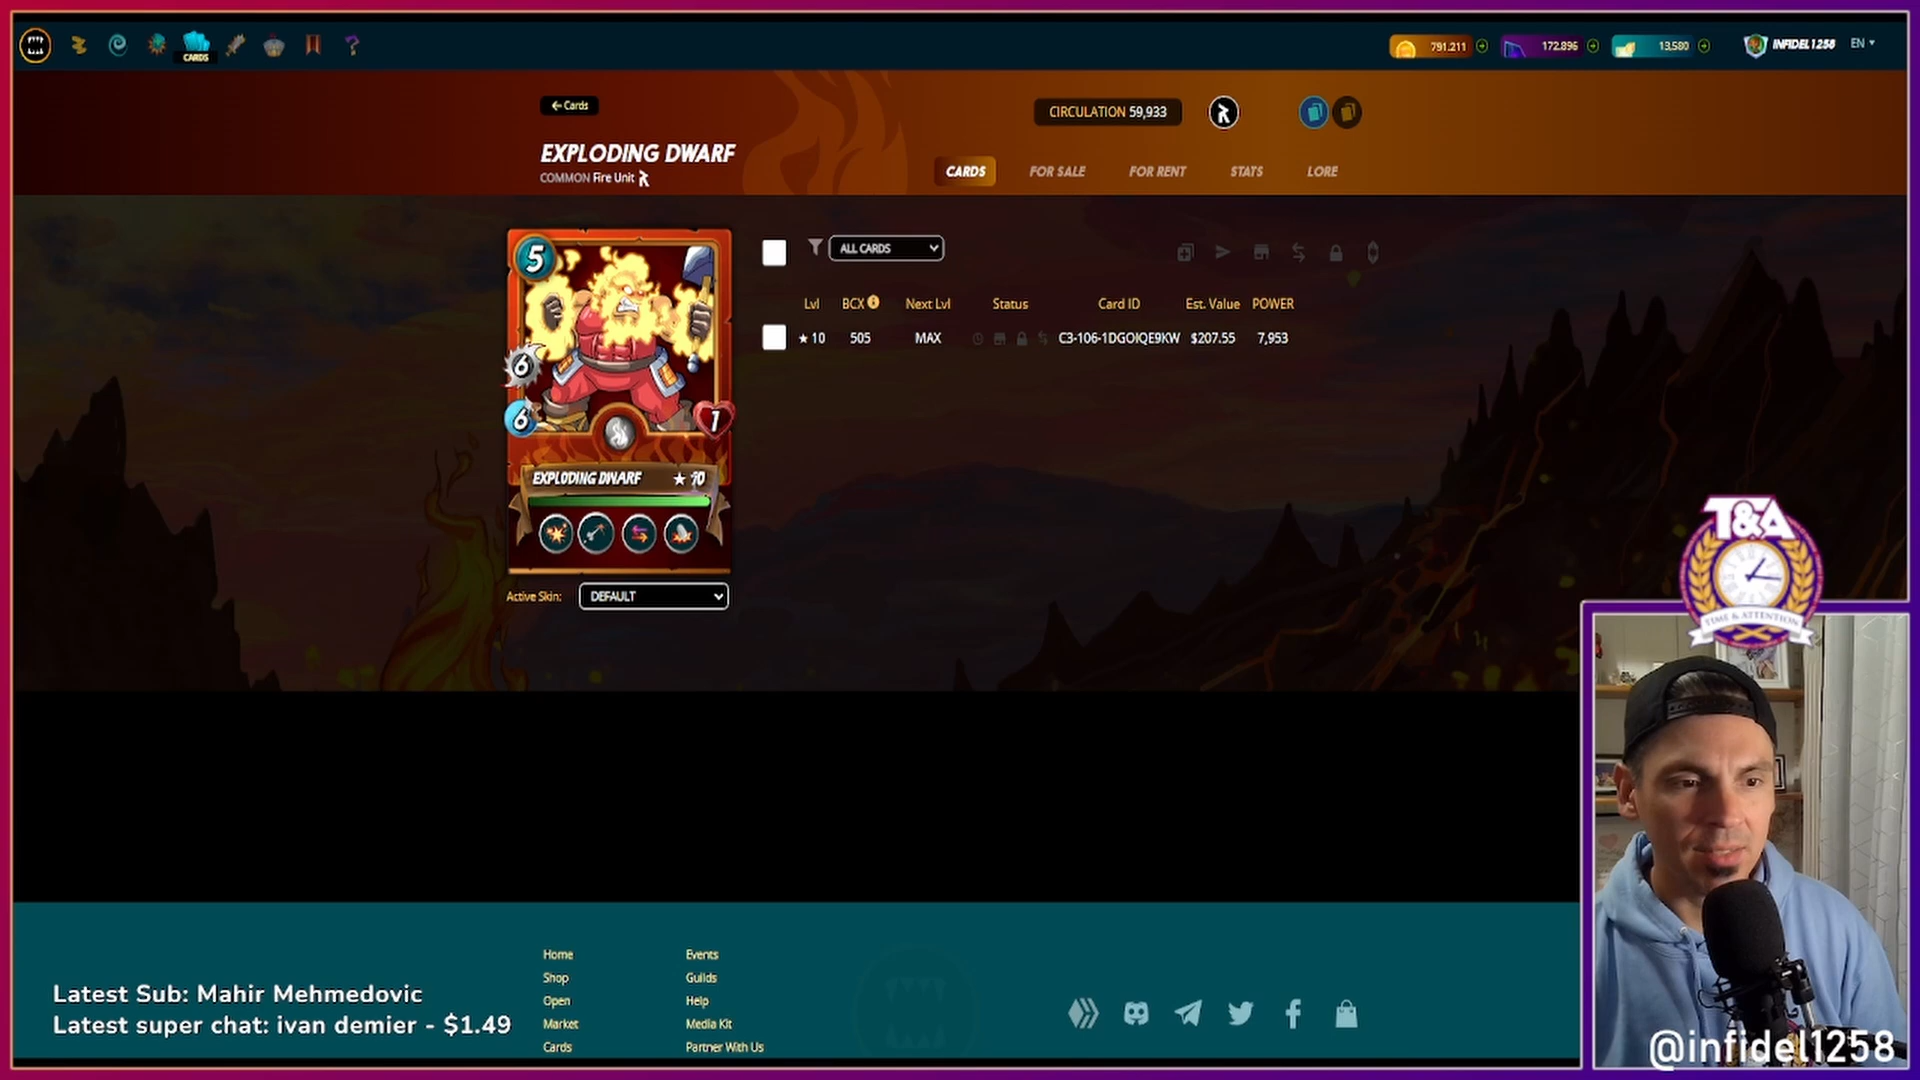 CARDS
791.211
172.896
13,580
INFIDEL1258
EN
← Cards
CIRCULATION 59,933
EXPLODING DWARF
COMMON Fire Unit
CARDS
FOR SALE
FOR RENT
STATS
LORE
5
6
6
1
EXPLODING DWARF ★ 10
Active Skin:
DEFAULT
ALL CARDS
Lvl BCX Next Lvl Status Card ID Est. Value POWER
★ 10 505 MAX C3-106-1DGOIQE9KW $207.55 7,953
T&A
TIME & ATTENTION
Home
Shop
Open
Market
Cards
Events
Guilds
Help
Media Kit
Partner With Us
Latest Sub: Mahir Mehmedovic
Latest super chat: ivan demier - $1.49
@infidel1258